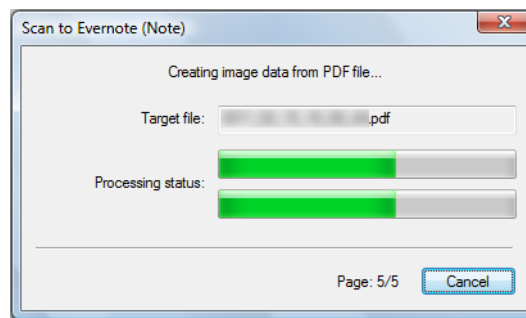 Scan to Evernote (Note)
Creating image data from PDF file...
Target file: .pdf
Processing status:
Page: 5/5 Cancel